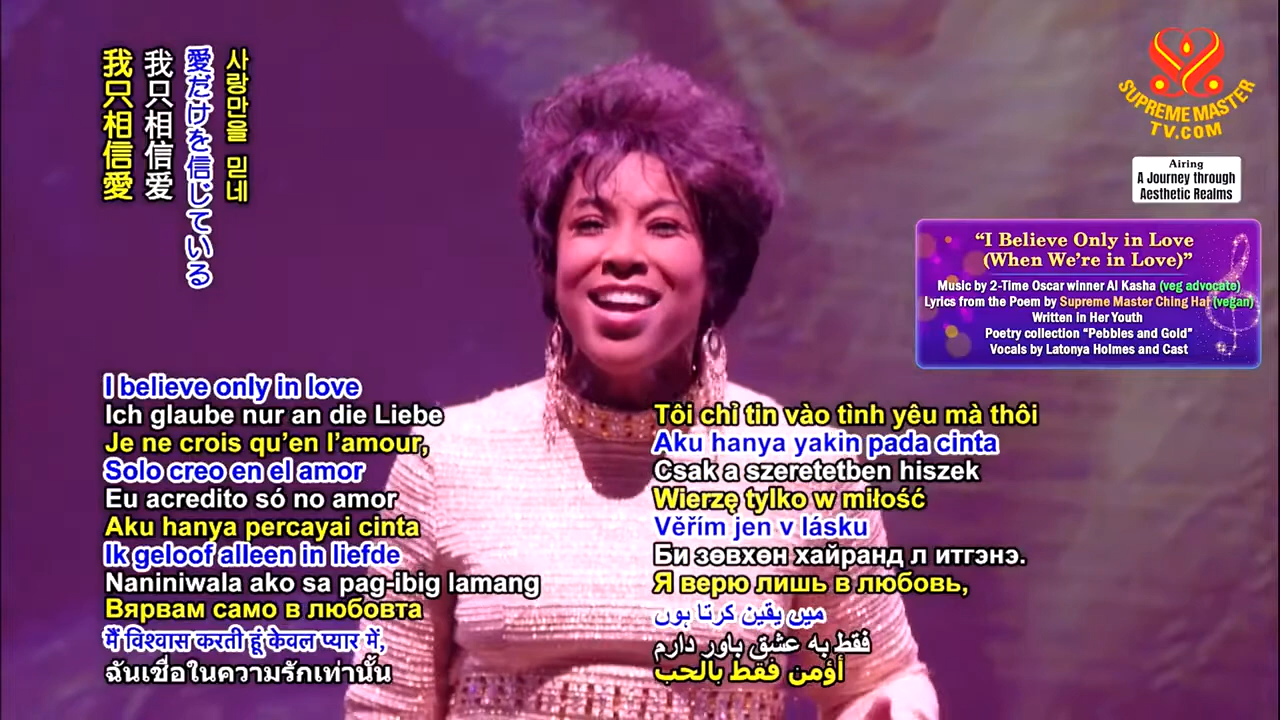 我只相信愛
我只相信爱
愛だけを信じている
사랑만을 믿네
SUPREME MASTER
TV.COM
Airing
A Journey through
Aesthetic Realms
“I Believe Only in Love
(When We’re in Love)”
Music by 2-Time Oscar winner Al Kasha (veg advocate)
Lyrics from the Poem by Supreme Master Ching Hai (vegan)
Written in Her Youth
Poetry collection “Pebbles and Gold”
Vocals by Latonya Holmes and Cast
I believe only in love
Ich glaube nur an die Liebe
Je ne crois qu’en l’amour,
Solo creo en el amor
Eu acredito só no amor
Aku hanya percayai cinta
Ik geloof alleen in liefde
Naniniwala ako sa pag-ibig lamang
Вярвам само в любовта
मैं विश्वास करती हूं केवल प्यार में,
ฉันเชื่อในความรักเท่านั้น
Tôi chỉ tin vào tình yêu mà thôi
Aku hanya yakin pada cinta
Csak a szeretetben hiszek
Wierzę tylko w miłość
Věřím jen v lásku
Би зөвхөн хайранд л итгэнэ.
Я верю лишь в любовь,
میں یقین کرتا ہوں
فقط به عشق باور دارم
أؤمن فقط بالحب